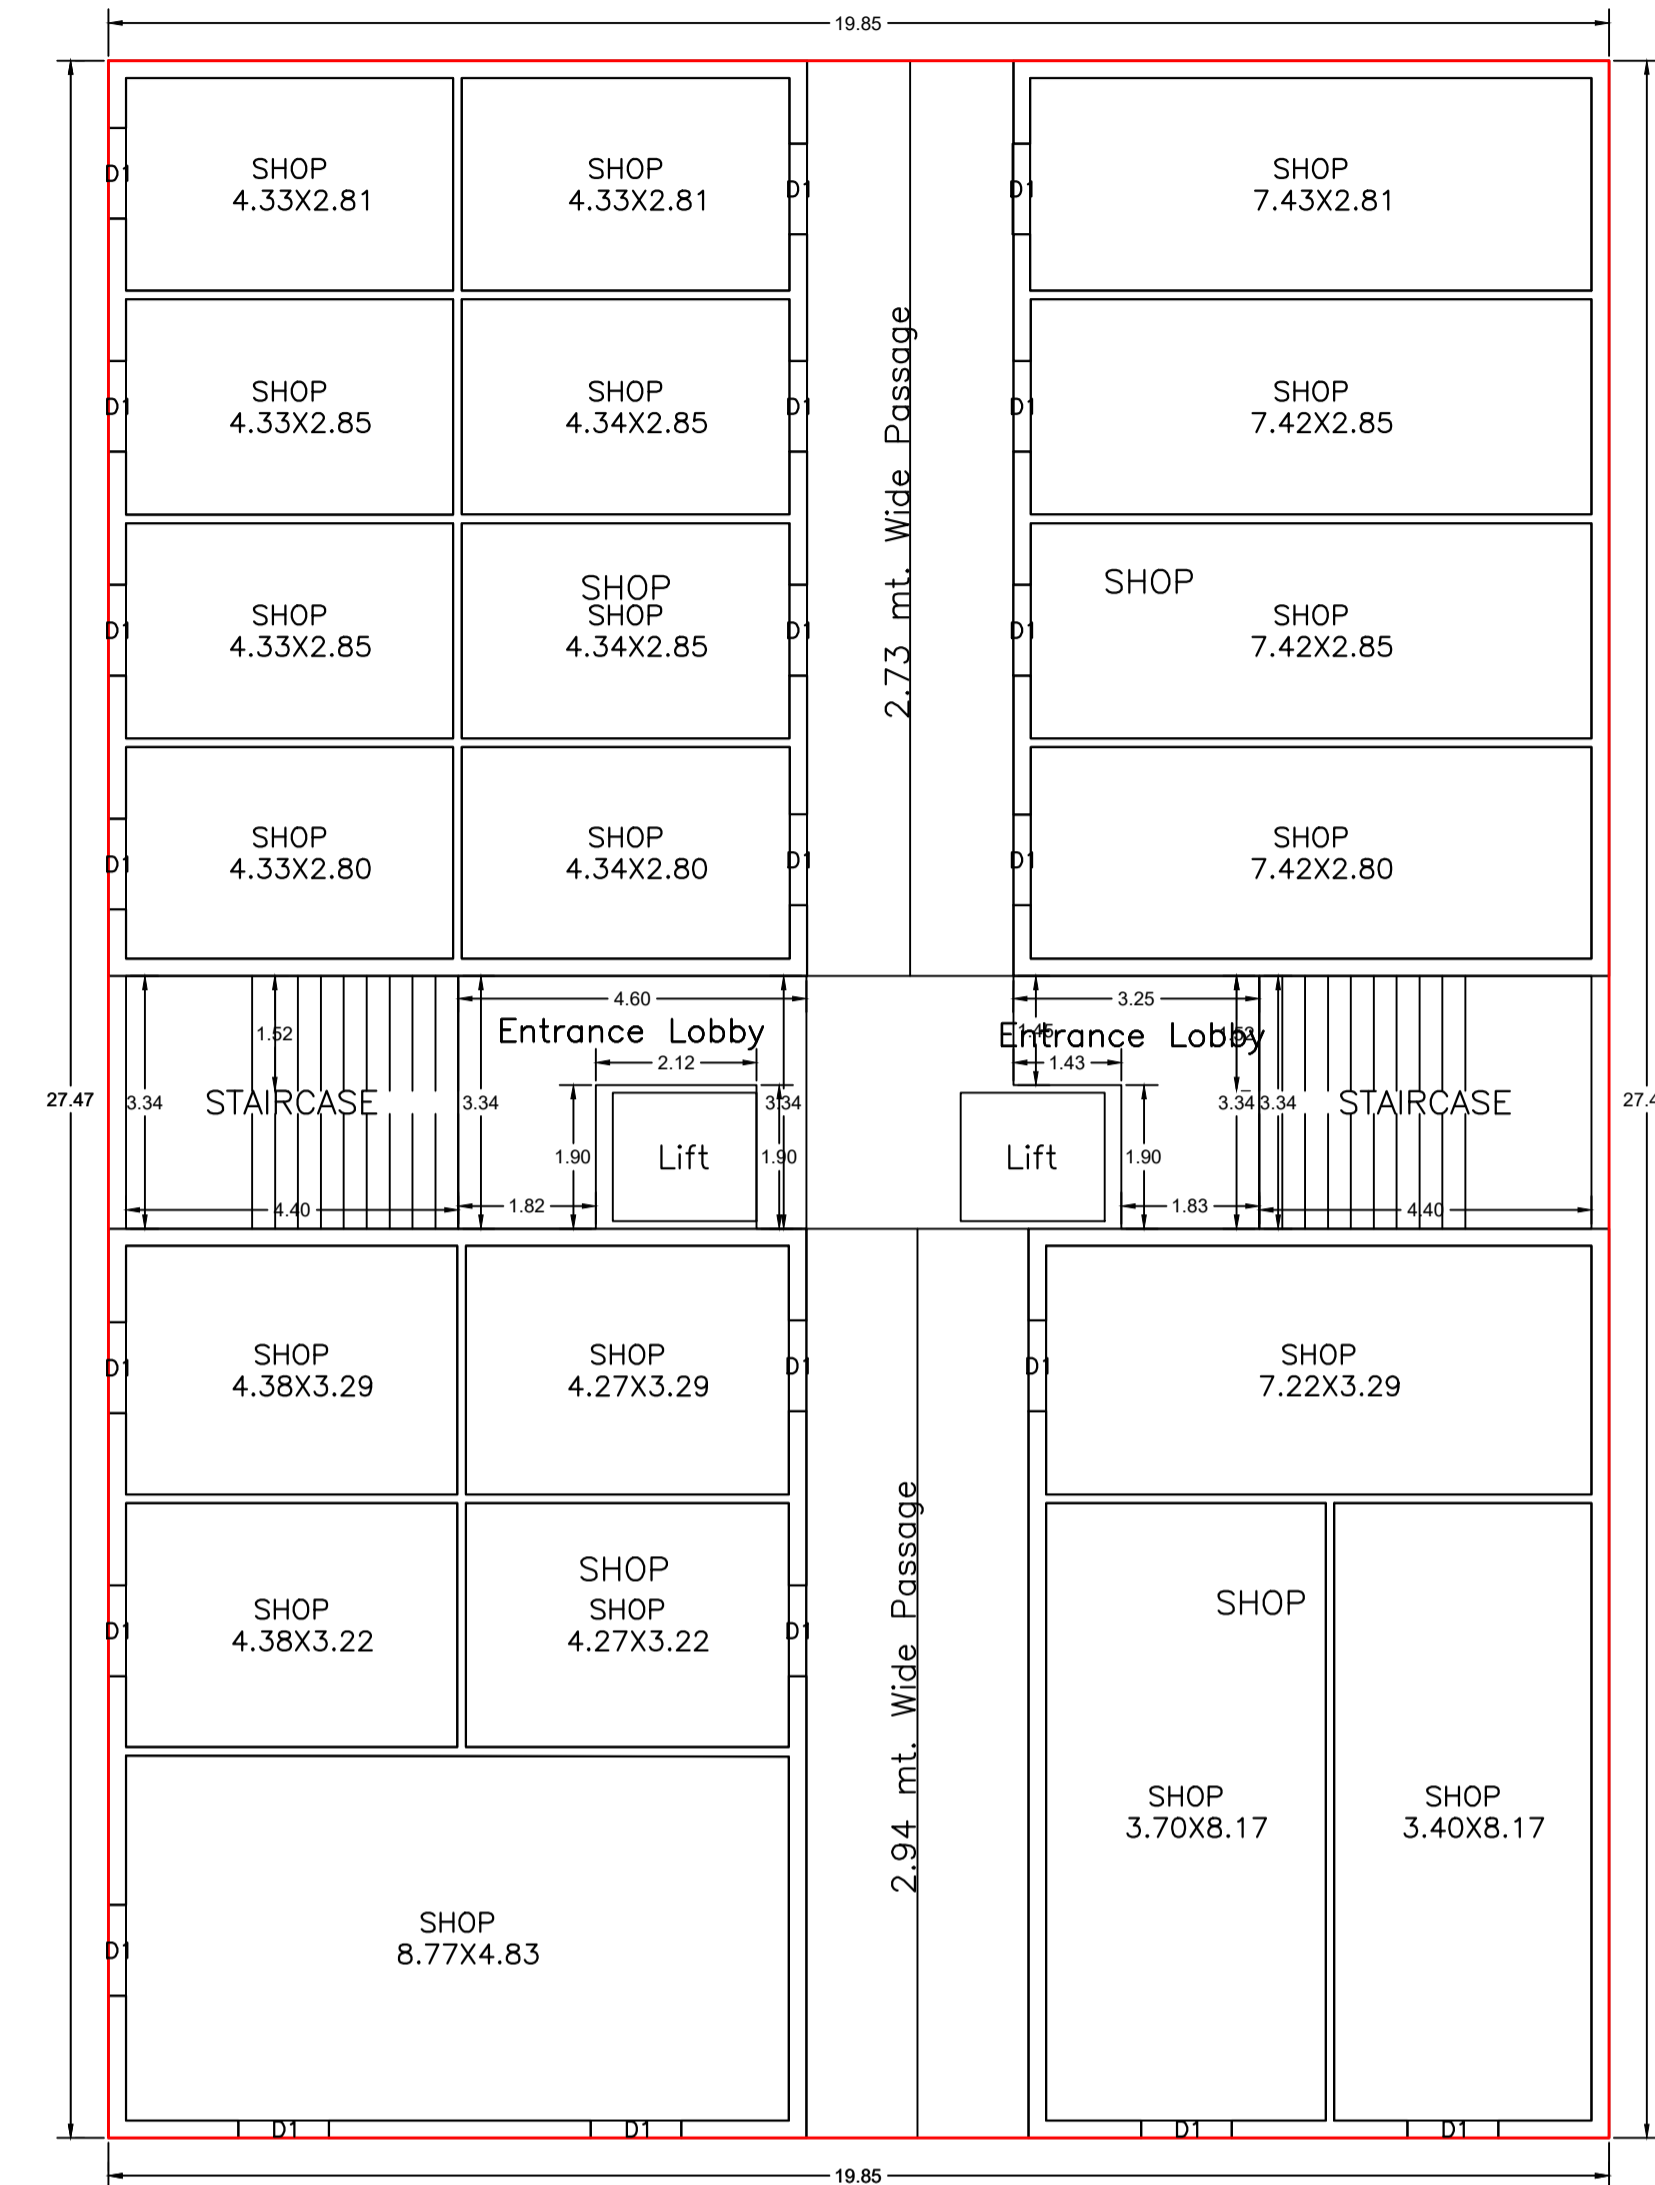 19.85
SHOP
4.33X2.81
SHOP
4.33X2.81
SHOP
7.43X2.81
D1
D1
D1
SHOP
4.33X2.85
SHOP
4.34X2.85
SHOP
7.42X2.85
D1
D1
D1
2.73 mt. Wide Passage
SHOP
SHOP
SHOP
4.33X2.85
SHOP
4.34X2.85
SHOP
7.42X2.85
D1
D1
D1
SHOP
4.33X2.80
SHOP
4.34X2.80
SHOP
7.42X2.80
D1
D1
D1
4.60
3.25
1.52
Entrance Lobby
1.45
Entrance Lobby
1.52
2.12
1.43
27.47
3.34
STAIRCASE
3.34
3.34
3.34
3.34
STAIRCASE
27.4
1.90
Lift
1.90
Lift
1.90
4.40
1.82
1.83
4.40
SHOP
4.38X3.29
SHOP
4.27X3.29
SHOP
7.22X3.29
D1
D1
D1
2.94 mt. Wide Passage
SHOP
SHOP
SHOP
4.38X3.22
SHOP
4.27X3.22
D1
D1
SHOP
3.70X8.17
SHOP
3.40X8.17
SHOP
8.77X4.83
D1
D1
D1
D1
D1
19.85